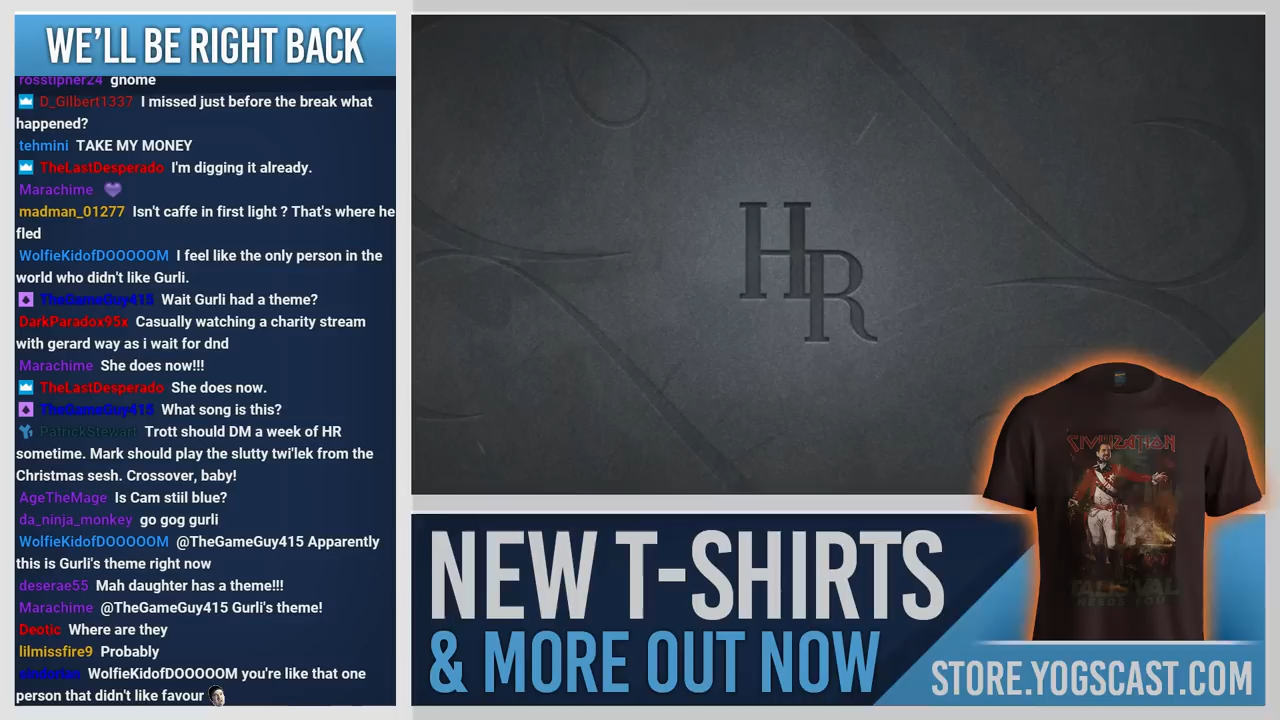 WE'LL BE RIGHT BACK
rosstipher24 gnome
D_Gilbert1337 I missed just before the break what
happened?
tehmini TAKE MY MONEY
TheLastDesperado I'm digging it already.
Marachime
madman_01277 Isn't caffe in first light ? That's where he
fled
WolfieKidofDOOOOOM I feel like the only person in the
world who didn't like Gurli.
TheGameGuy415 Wait Gurli had a theme?
DarkParadox95x Casually watching a charity stream
with gerard way as i wait for dnd
Marachime She does now!!!
TheLastDesperado She does now.
TheGameGuy415 What song is this?
PatrickStewart Trott should DM a week of HR
sometime. Mark should play the slutty twi'lek from the
Christmas sesh. Crossover, baby!
AgeTheMage Is Cam stiil blue?
da_ninja_monkey go gog gurli
WolfieKidofDOOOOOM @TheGameGuy415 Apparently
this is Gurli's theme right now
deserae55 Mah daughter has a theme!!!
Marachime @TheGameGuy415 Gurli's theme!
Deotic Where are they
lilmissfire9 Probably
WolfieKidofDOOOOOM you're like that one
person that didn't like favour
HR
CIVILIZATION
NEEDS YOU
NEW T-SHIRTS
& MORE OUT NOW
STORE.YOGSCAST.COM